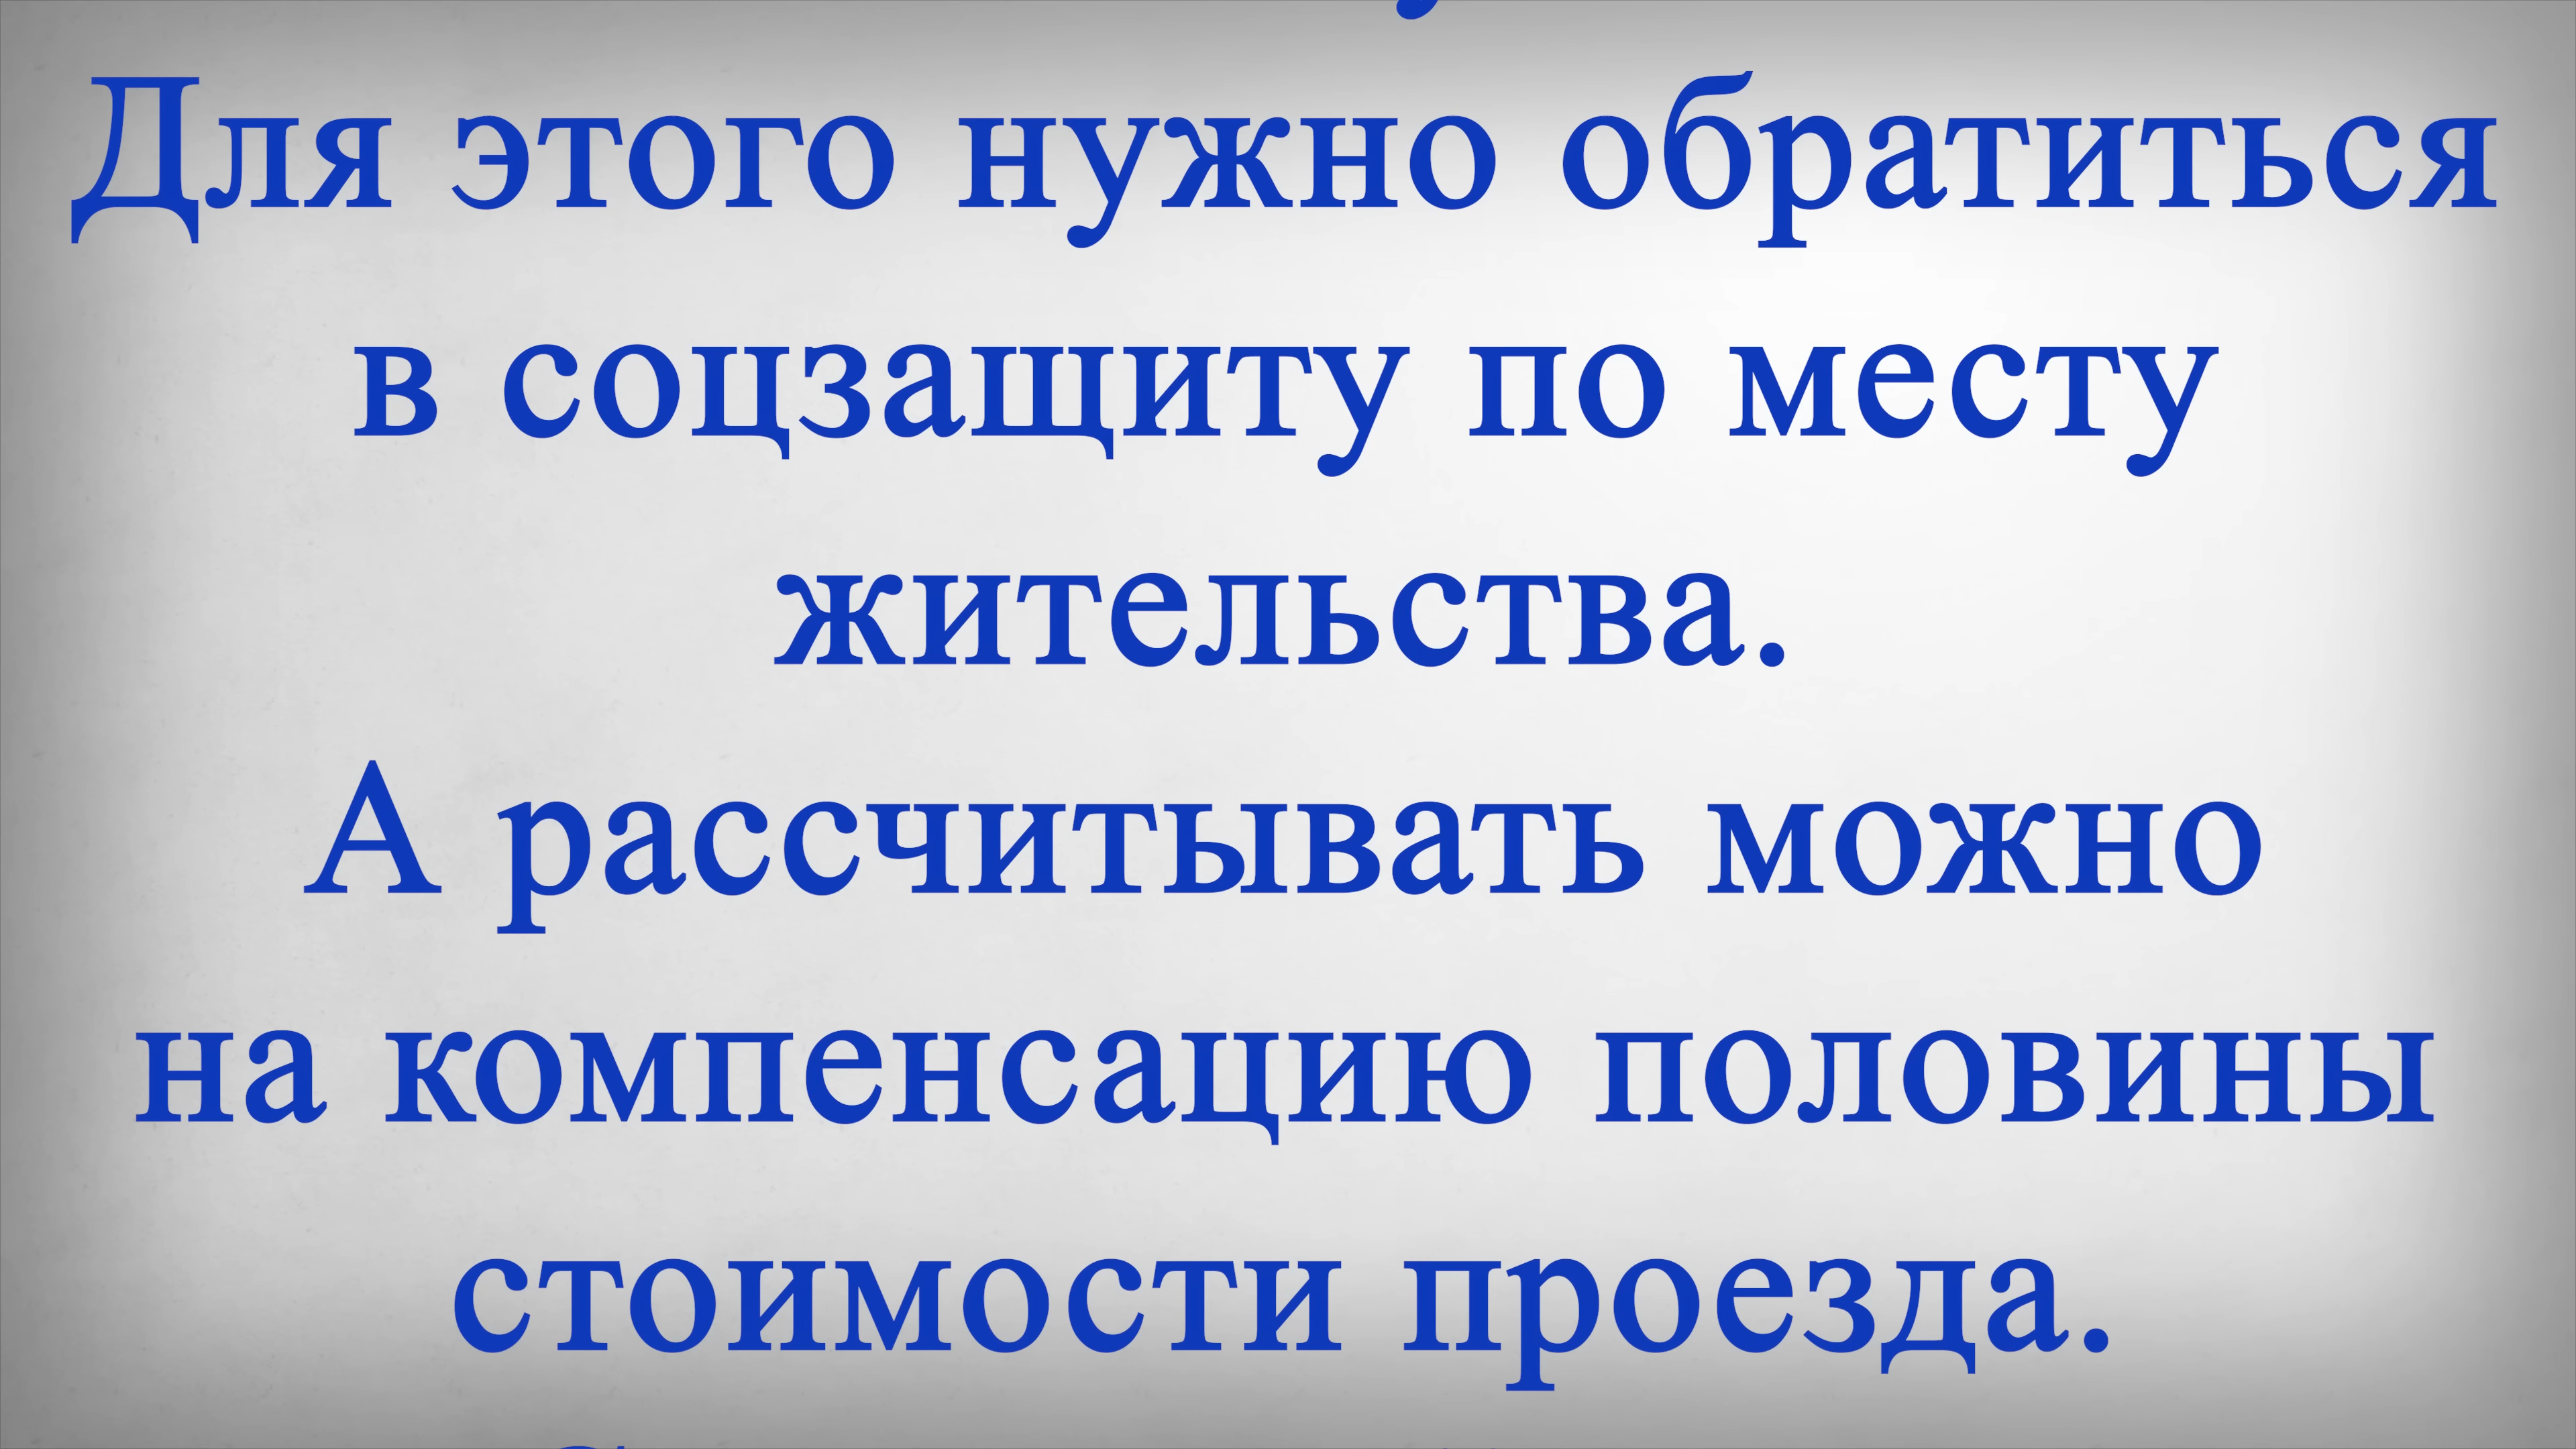 Для этого нужно обратиться
в соцзащиту по месту
жительства.
А рассчитывать можно
на компенсацию половины
стоимости проезда.